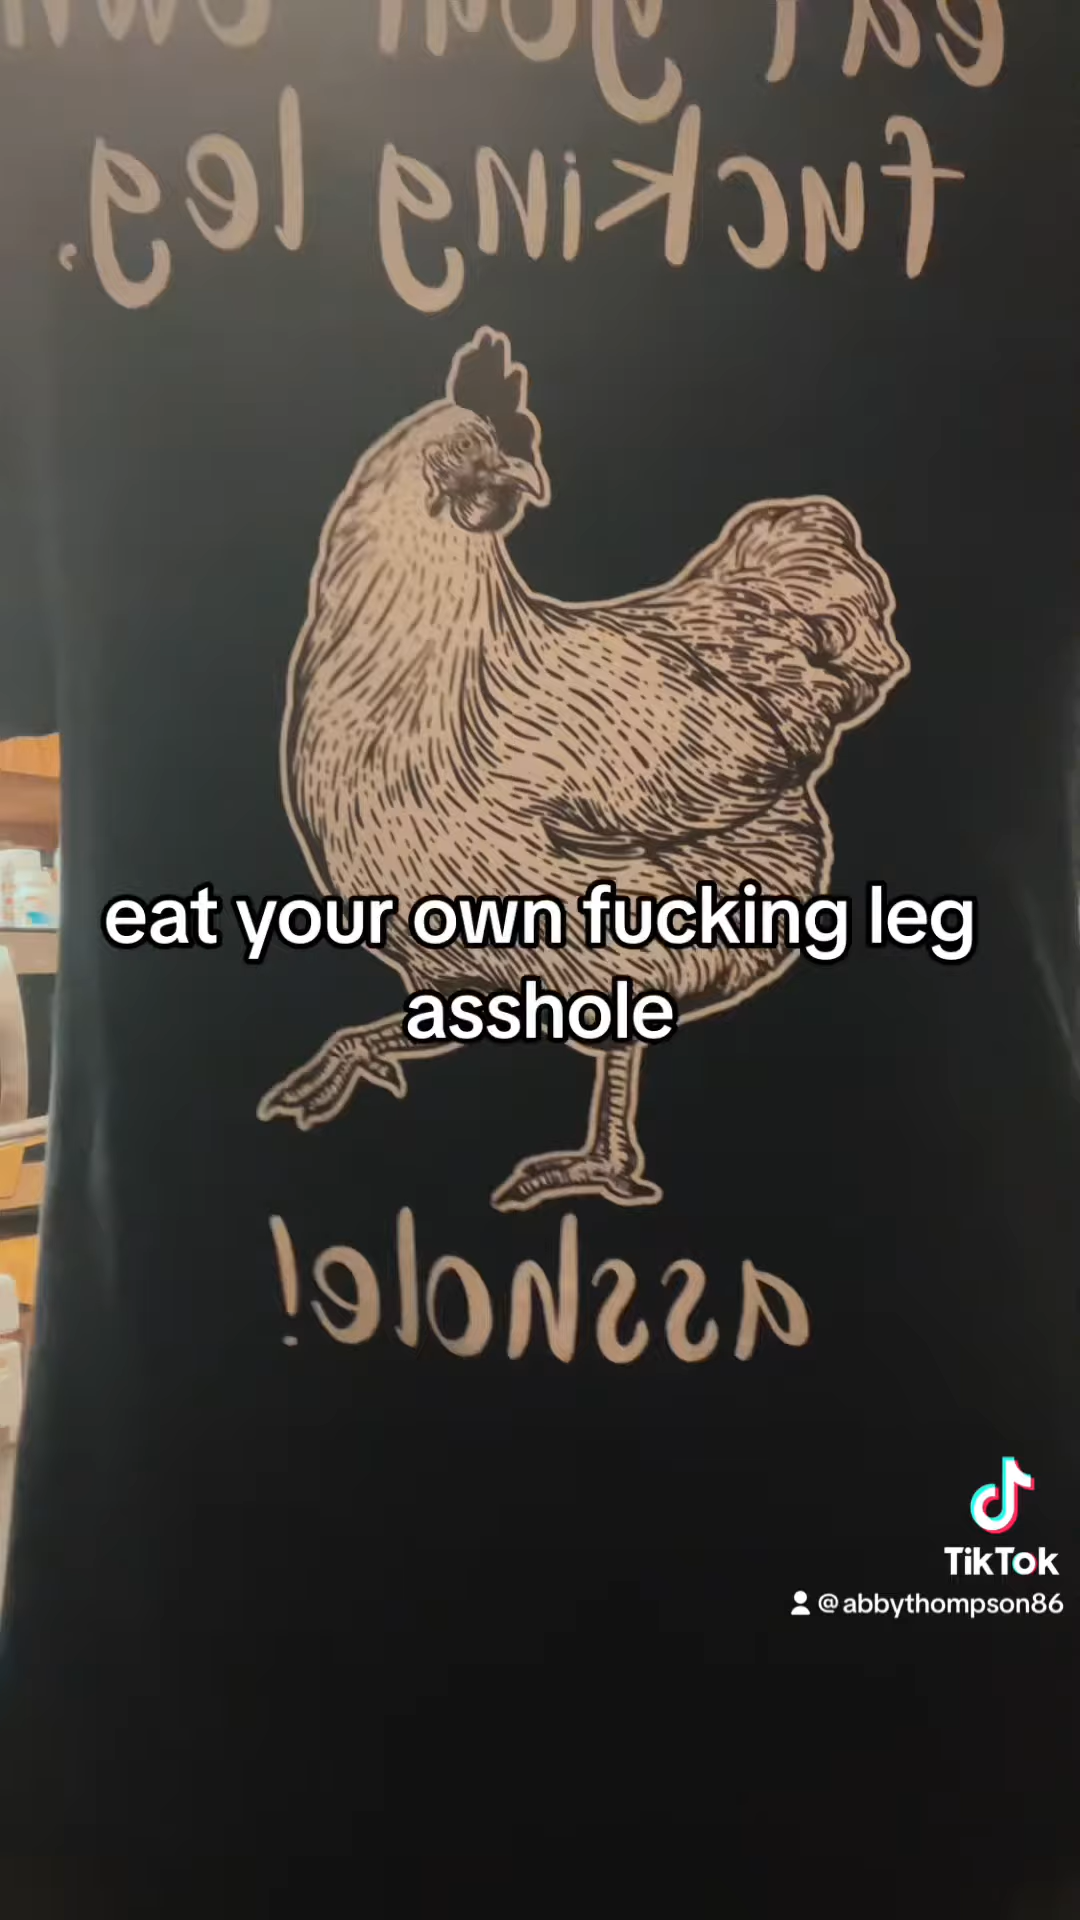 eat your own
fucking leg,
eat your own fucking leg
asshole
asshole!
TikTok
@abbythompson86